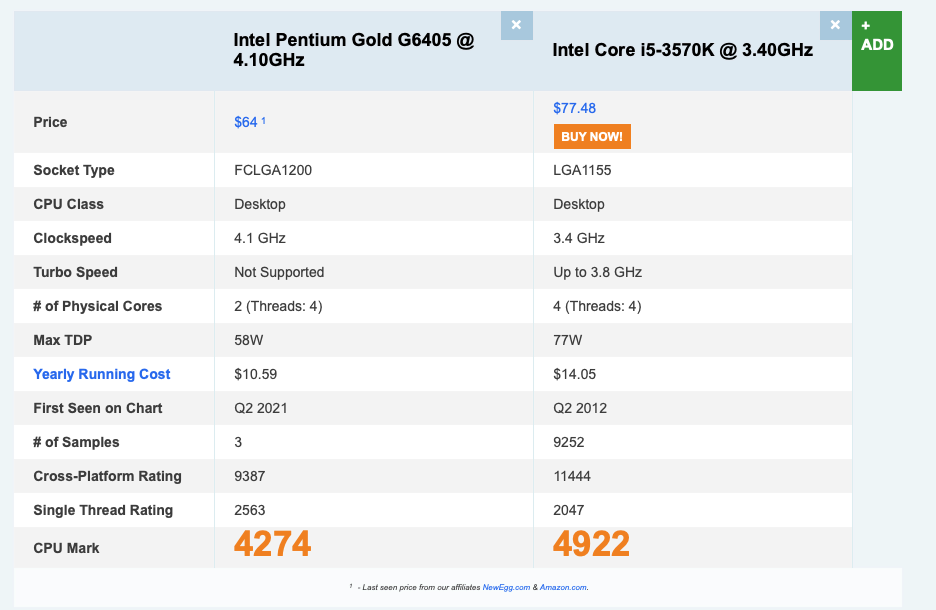 × ×
Intel Pentium Gold G6405 @
4.10GHz
Intel Core i5-3570K @ 3.40GHz
+
ADD
Price $64 ¹ $77.48
BUY NOW!
Socket Type FCLGA1200 LGA1155
CPU Class Desktop Desktop
Clockspeed 4.1 GHz 3.4 GHz
Turbo Speed Not Supported Up to 3.8 GHz
# of Physical Cores 2 (Threads: 4) 4 (Threads: 4)
Max TDP 58W 77W
Yearly Running Cost $10.59 $14.05
First Seen on Chart Q2 2021 Q2 2012
# of Samples 3 9252
Cross-Platform Rating 9387 11444
Single Thread Rating 2563 2047
CPU Mark 4274 4922
¹ - Last seen price from our affiliates NewEgg.com & Amazon.com.